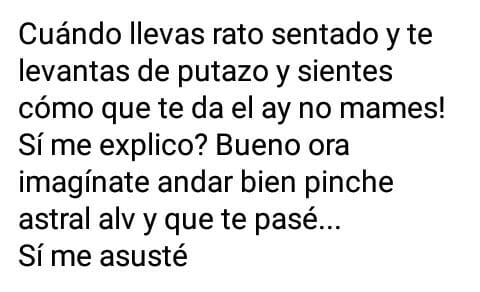 Cuándo llevas rato sentado y te
levantas de putazo y sientes
cómo que te da el ay no mames!
Sí me explico? Bueno ora
imagínate andar bien pinche
astral alv y que te pasé...
Sí me asusté